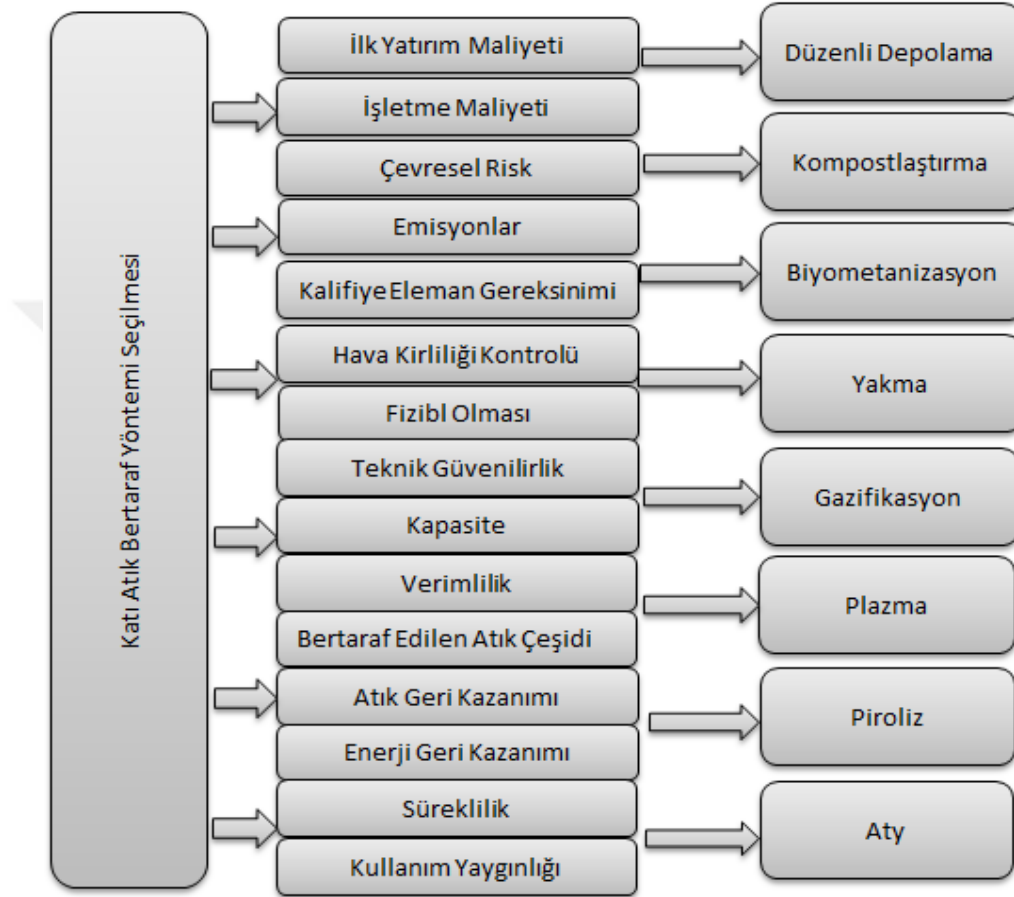 Katı Atık Bertaraf Yöntemi Seçilmesi
İlk Yatırım Maliyeti
İşletme Maliyeti
Çevresel Risk
Emisyonlar
Kalifiye Eleman Gereksinimi
Hava Kirliliği Kontrolü
Fizibl Olması
Teknik Güvenilirlik
Kapasite
Verimlilik
Bertaraf Edilen Atık Çeşidi
Atık Geri Kazanımı
Enerji Geri Kazanımı
Süreklilik
Kullanım Yaygınlığı
Düzenli Depolama
Kompostlaştırma
Biyometanizasyon
Yakma
Gazifikasyon
Plazma
Piroliz
Aty